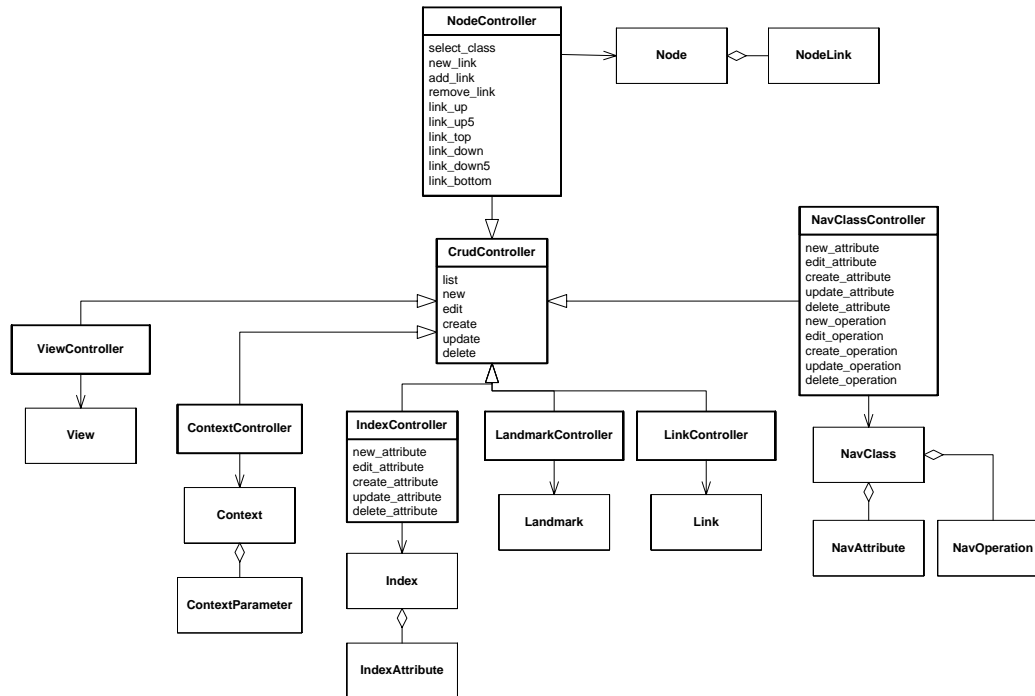 NodeController
select_class
new_link
add_link
remove_link
link_up
link_up5
link_top
link_down
link_down5
link_bottom
Node
NodeLink
CrudController
list
new
edit
create
update
delete
NavClassController
new_attribute
edit_attribute
create_attribute
update_attribute
delete_attribute
new_operation
edit_operation
create_operation
update_operation
delete_operation
ViewController
View
ContextController
Context
ContextParameter
IndexController
new_attribute
edit_attribute
create_attribute
update_attribute
delete_attribute
Index
IndexAttribute
LandmarkController
Landmark
LinkController
Link
NavClass
NavAttribute
NavOperation